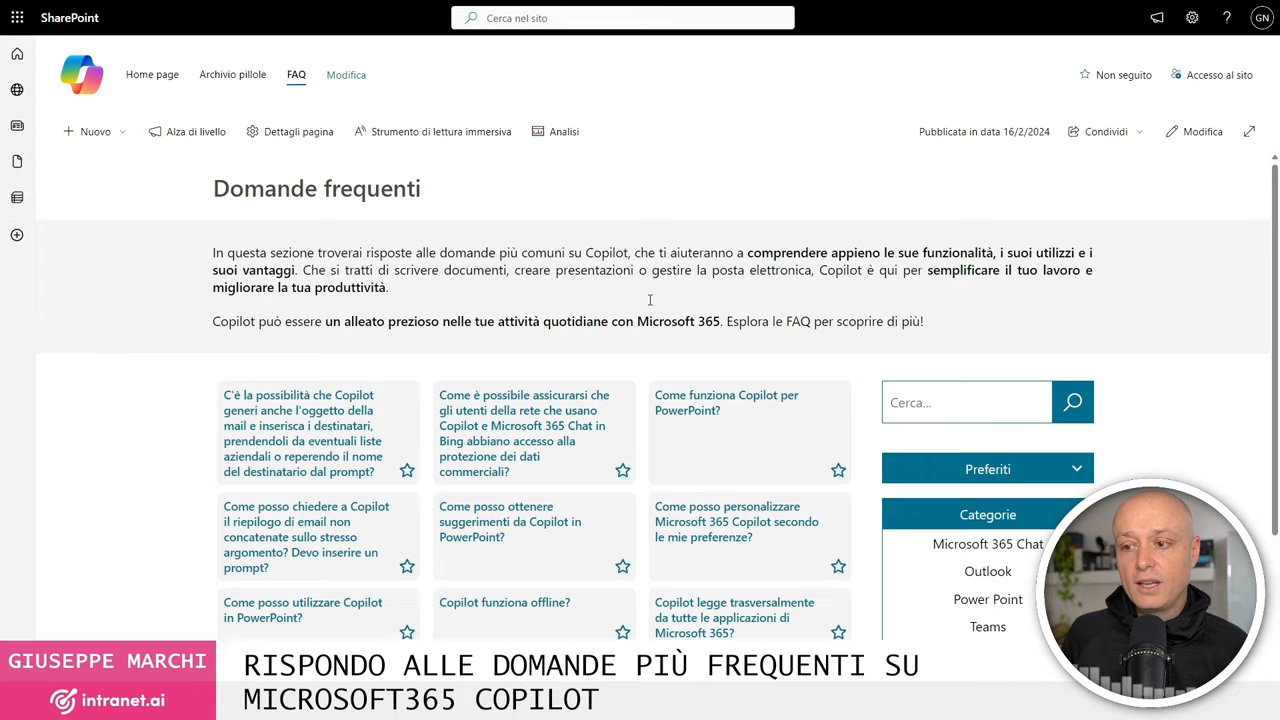 SharePoint
Cerca nel sito
GN
Home page
Archivio pillole
FAQ
Modifica
Non seguito
Accesso al sito
Nuovo
Alza di livello
Dettagli pagina
Strumento di lettura immersiva
Analisi
Pubblicata in data 16/2/2024
Condividi
Modifica
Domande frequenti
In questa sezione troverai risposte alle domande più comuni su Copilot, che ti aiuteranno a comprendere appieno le sue funzionalità, i suoi utilizzi e i
suoi vantaggi. Che si tratti di scrivere documenti, creare presentazioni o gestire la posta elettronica, Copilot è qui per semplificare il tuo lavoro e
migliorare la tua produttività.
Copilot può essere un alleato prezioso nelle tue attività quotidiane con Microsoft 365. Esplora le FAQ per scoprire di più!
C'è la possibilità che Copilot
generi anche l'oggetto della
mail e inserisca i destinatari,
prendendoli da eventuali liste
aziendali o reperendo il nome
del destinatario dal prompt?
Come è possibile assicurarsi che
gli utenti della rete che usano
Copilot e Microsoft 365 Chat in
Bing abbiano accesso alla
protezione dei dati
commerciali?
Come funziona Copilot per
PowerPoint?
Cerca...
Preferiti
Categorie
Microsoft 365 Chat
Outlook
Power Point
Teams
Come posso chiedere a Copilot
il riepilogo di email non
concatenate sullo stresso
argomento? Devo inserire un
prompt?
Come posso ottenere
suggerimenti da Copilot in
PowerPoint?
Come posso personalizzare
Microsoft 365 Copilot secondo
le mie preferenze?
Come posso utilizzare Copilot
in PowerPoint?
Copilot funziona offline?
Copilot legge trasversalmente
da tutte le applicazioni di
Microsoft 365?
GIUSEPPE MARCHI
intranet.ai
RISPONDO ALLE DOMANDE PIÙ FREQUENTI SU
MICROSOFT365 COPILOT